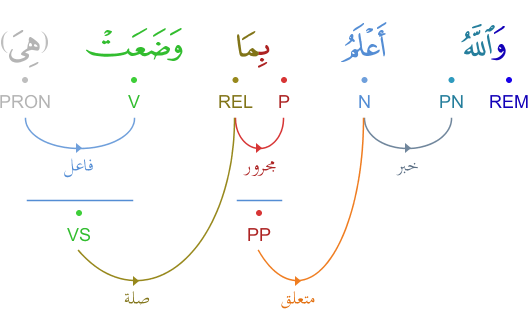 وَٱللَّهُ أَعْلَمُ بِمَا وَضَعَتْ (هِىَ)
REM PN N P REL V PRON
خبر مجرور فاعل
PP VS
متعلق صلة